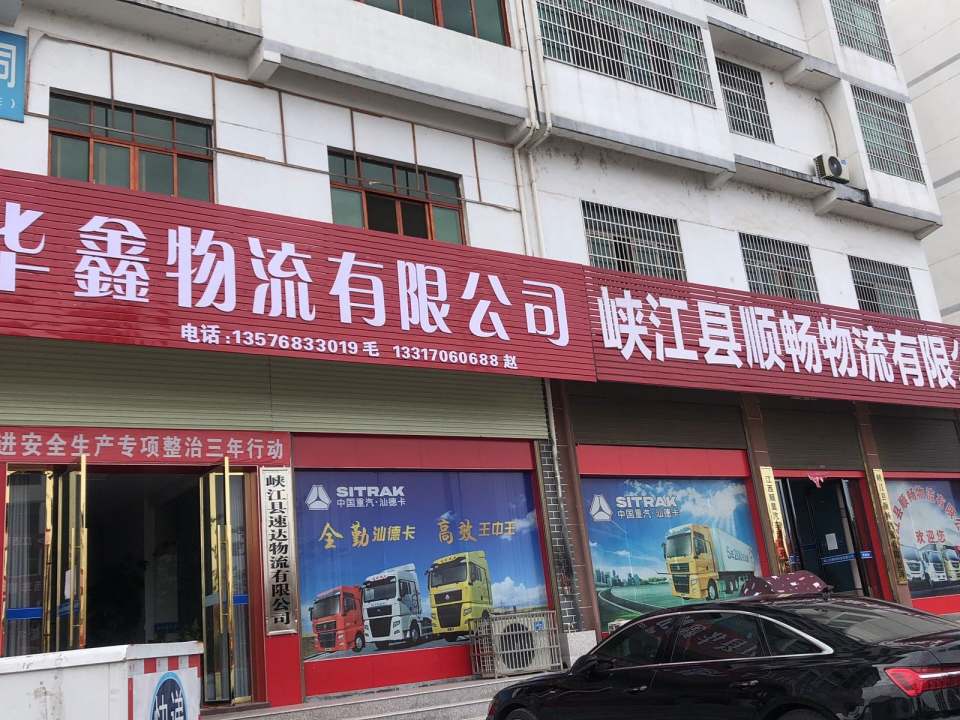 华鑫物流有限公司
电话：13576833019 毛 13317060688 赵
峡江县顺畅物流有限
进安全生产专项整治三年行动
峡江县速达物流有限公司
SITRAK
中国重汽·汕德卡
全勤汕德卡 高效王中王
SITRAK
中国重汽·汕德卡
江西顺
欢迎您